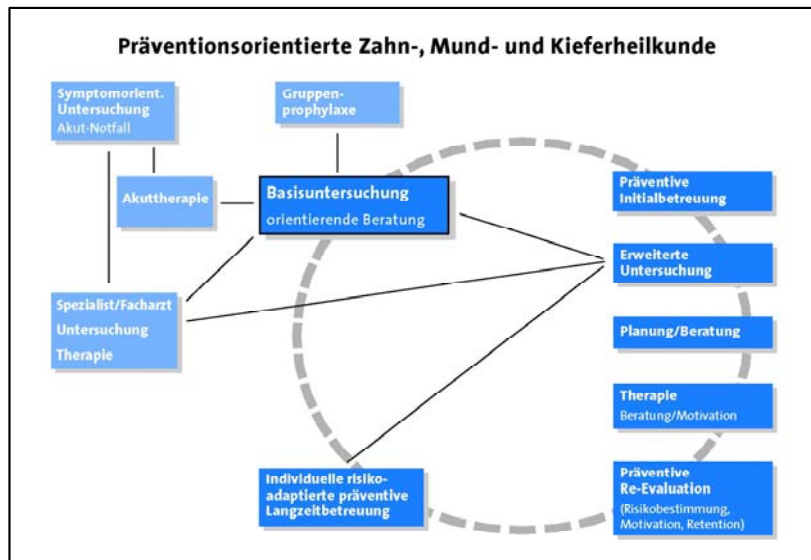 Präventionsorientierte Zahn-, Mund- und Kieferheilkunde
Symptomorient.
Untersuchung
Akut-Notfall
Gruppen-
prophylaxe
Akuttherapie
Basisuntersuchung
orientierende Beratung
Präventive
Initialbetreuung
Erweiterte
Untersuchung
Spezialist/Facharzt
Untersuchung
Therapie
Planung/Beratung
Therapie
Beratung/Motivation
Individuelle risiko-
adaptierte präventive
Langzeitbetreuung
Präventive
Re-Evaluation
(Risikobestimmung,
Motivation, Retention)